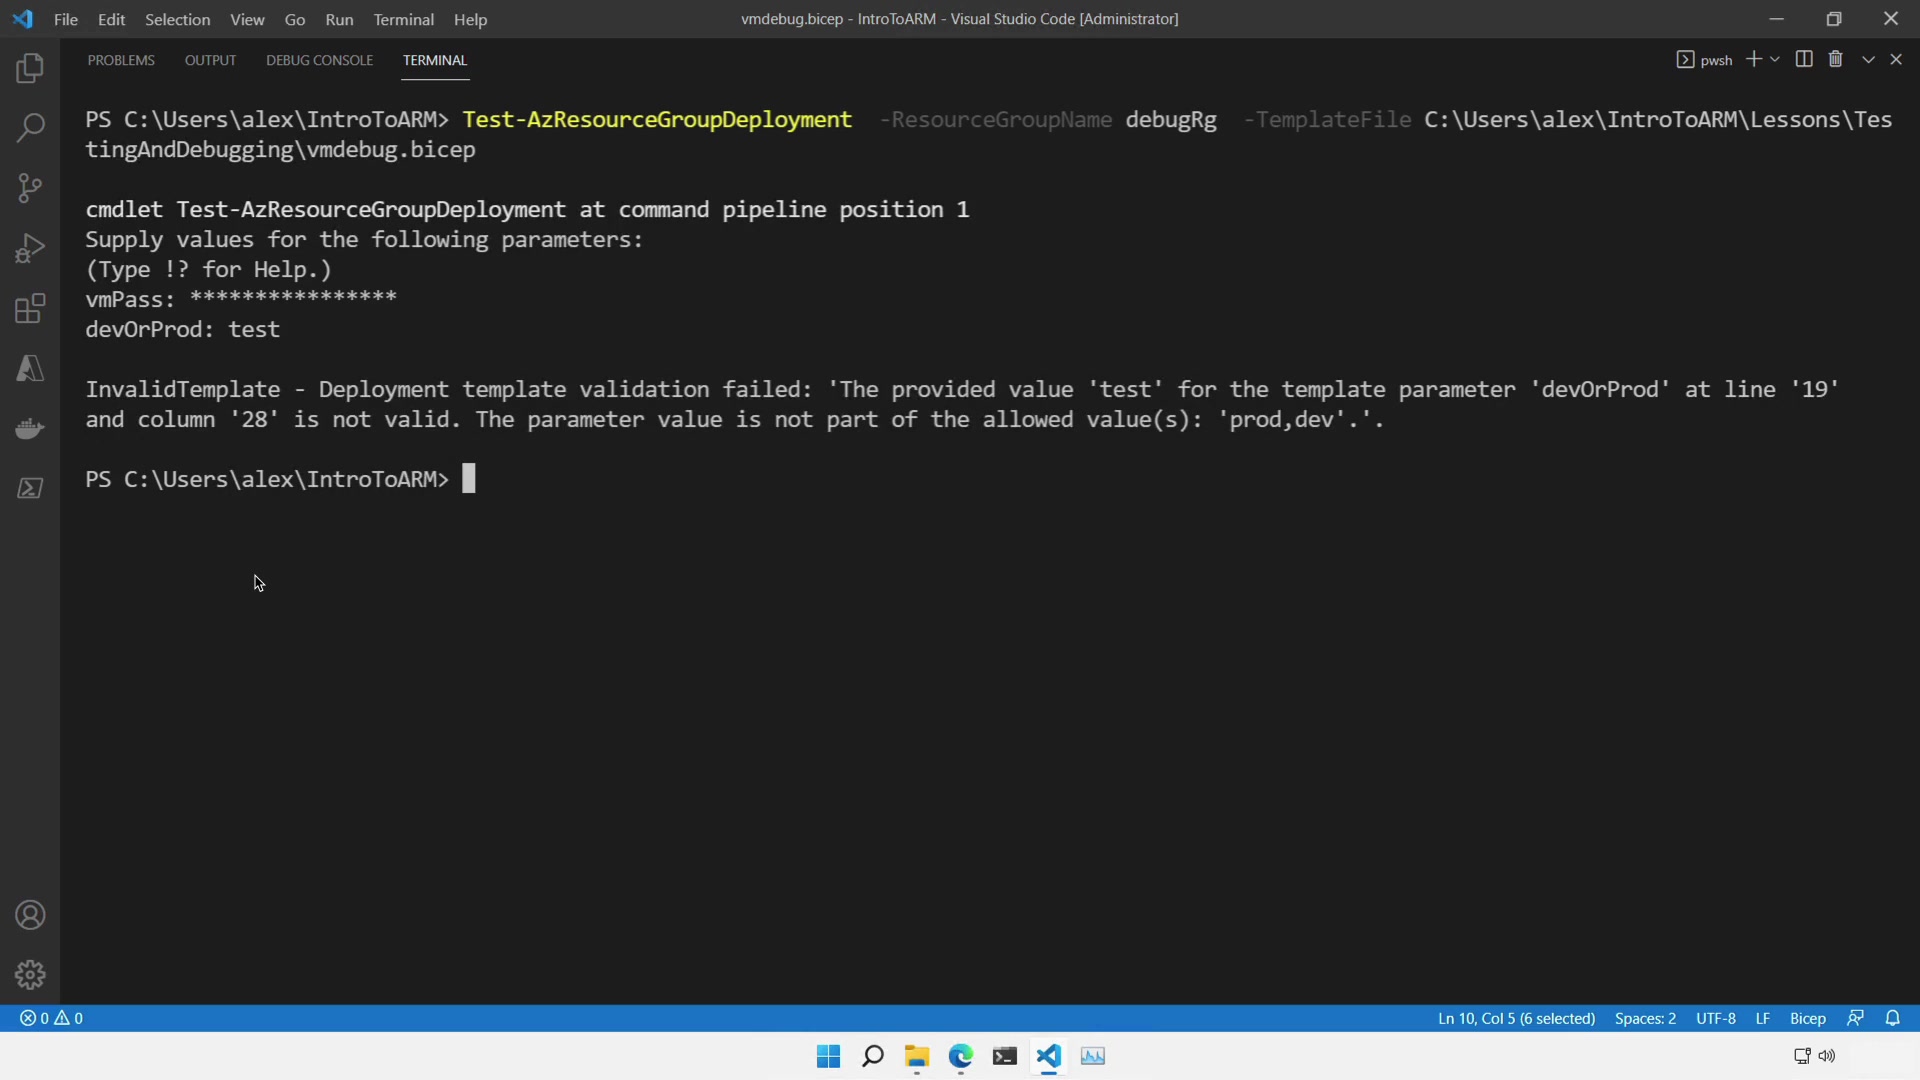 File Edit Selection View Go Run Terminal Help vmdebug.bicep - IntroToARM - Visual Studio Code [Administrator]
PROBLEMS OUTPUT DEBUG CONSOLE TERMINAL pwsh
PS C:\Users\alex\IntroToARM> Test-AzResourceGroupDeployment -ResourceGroupName debugRg -TemplateFile C:\Users\alex\IntroToARM\Lessons\Tes
tingAndDebugging\vmdebug.bicep
cmdlet Test-AzResourceGroupDeployment at command pipeline position 1
Supply values for the following parameters:
(Type !? for Help.)
vmPass: ****************
devOrProd: test
InvalidTemplate - Deployment template validation failed: 'The provided value 'test' for the template parameter 'devOrProd' at line '19'
and column '28' is not valid. The parameter value is not part of the allowed value(s): 'prod,dev'.'.
PS C:\Users\alex\IntroToARM>
0 0 Ln 10, Col 5 (6 selected) Spaces: 2 UTF-8 LF Bicep